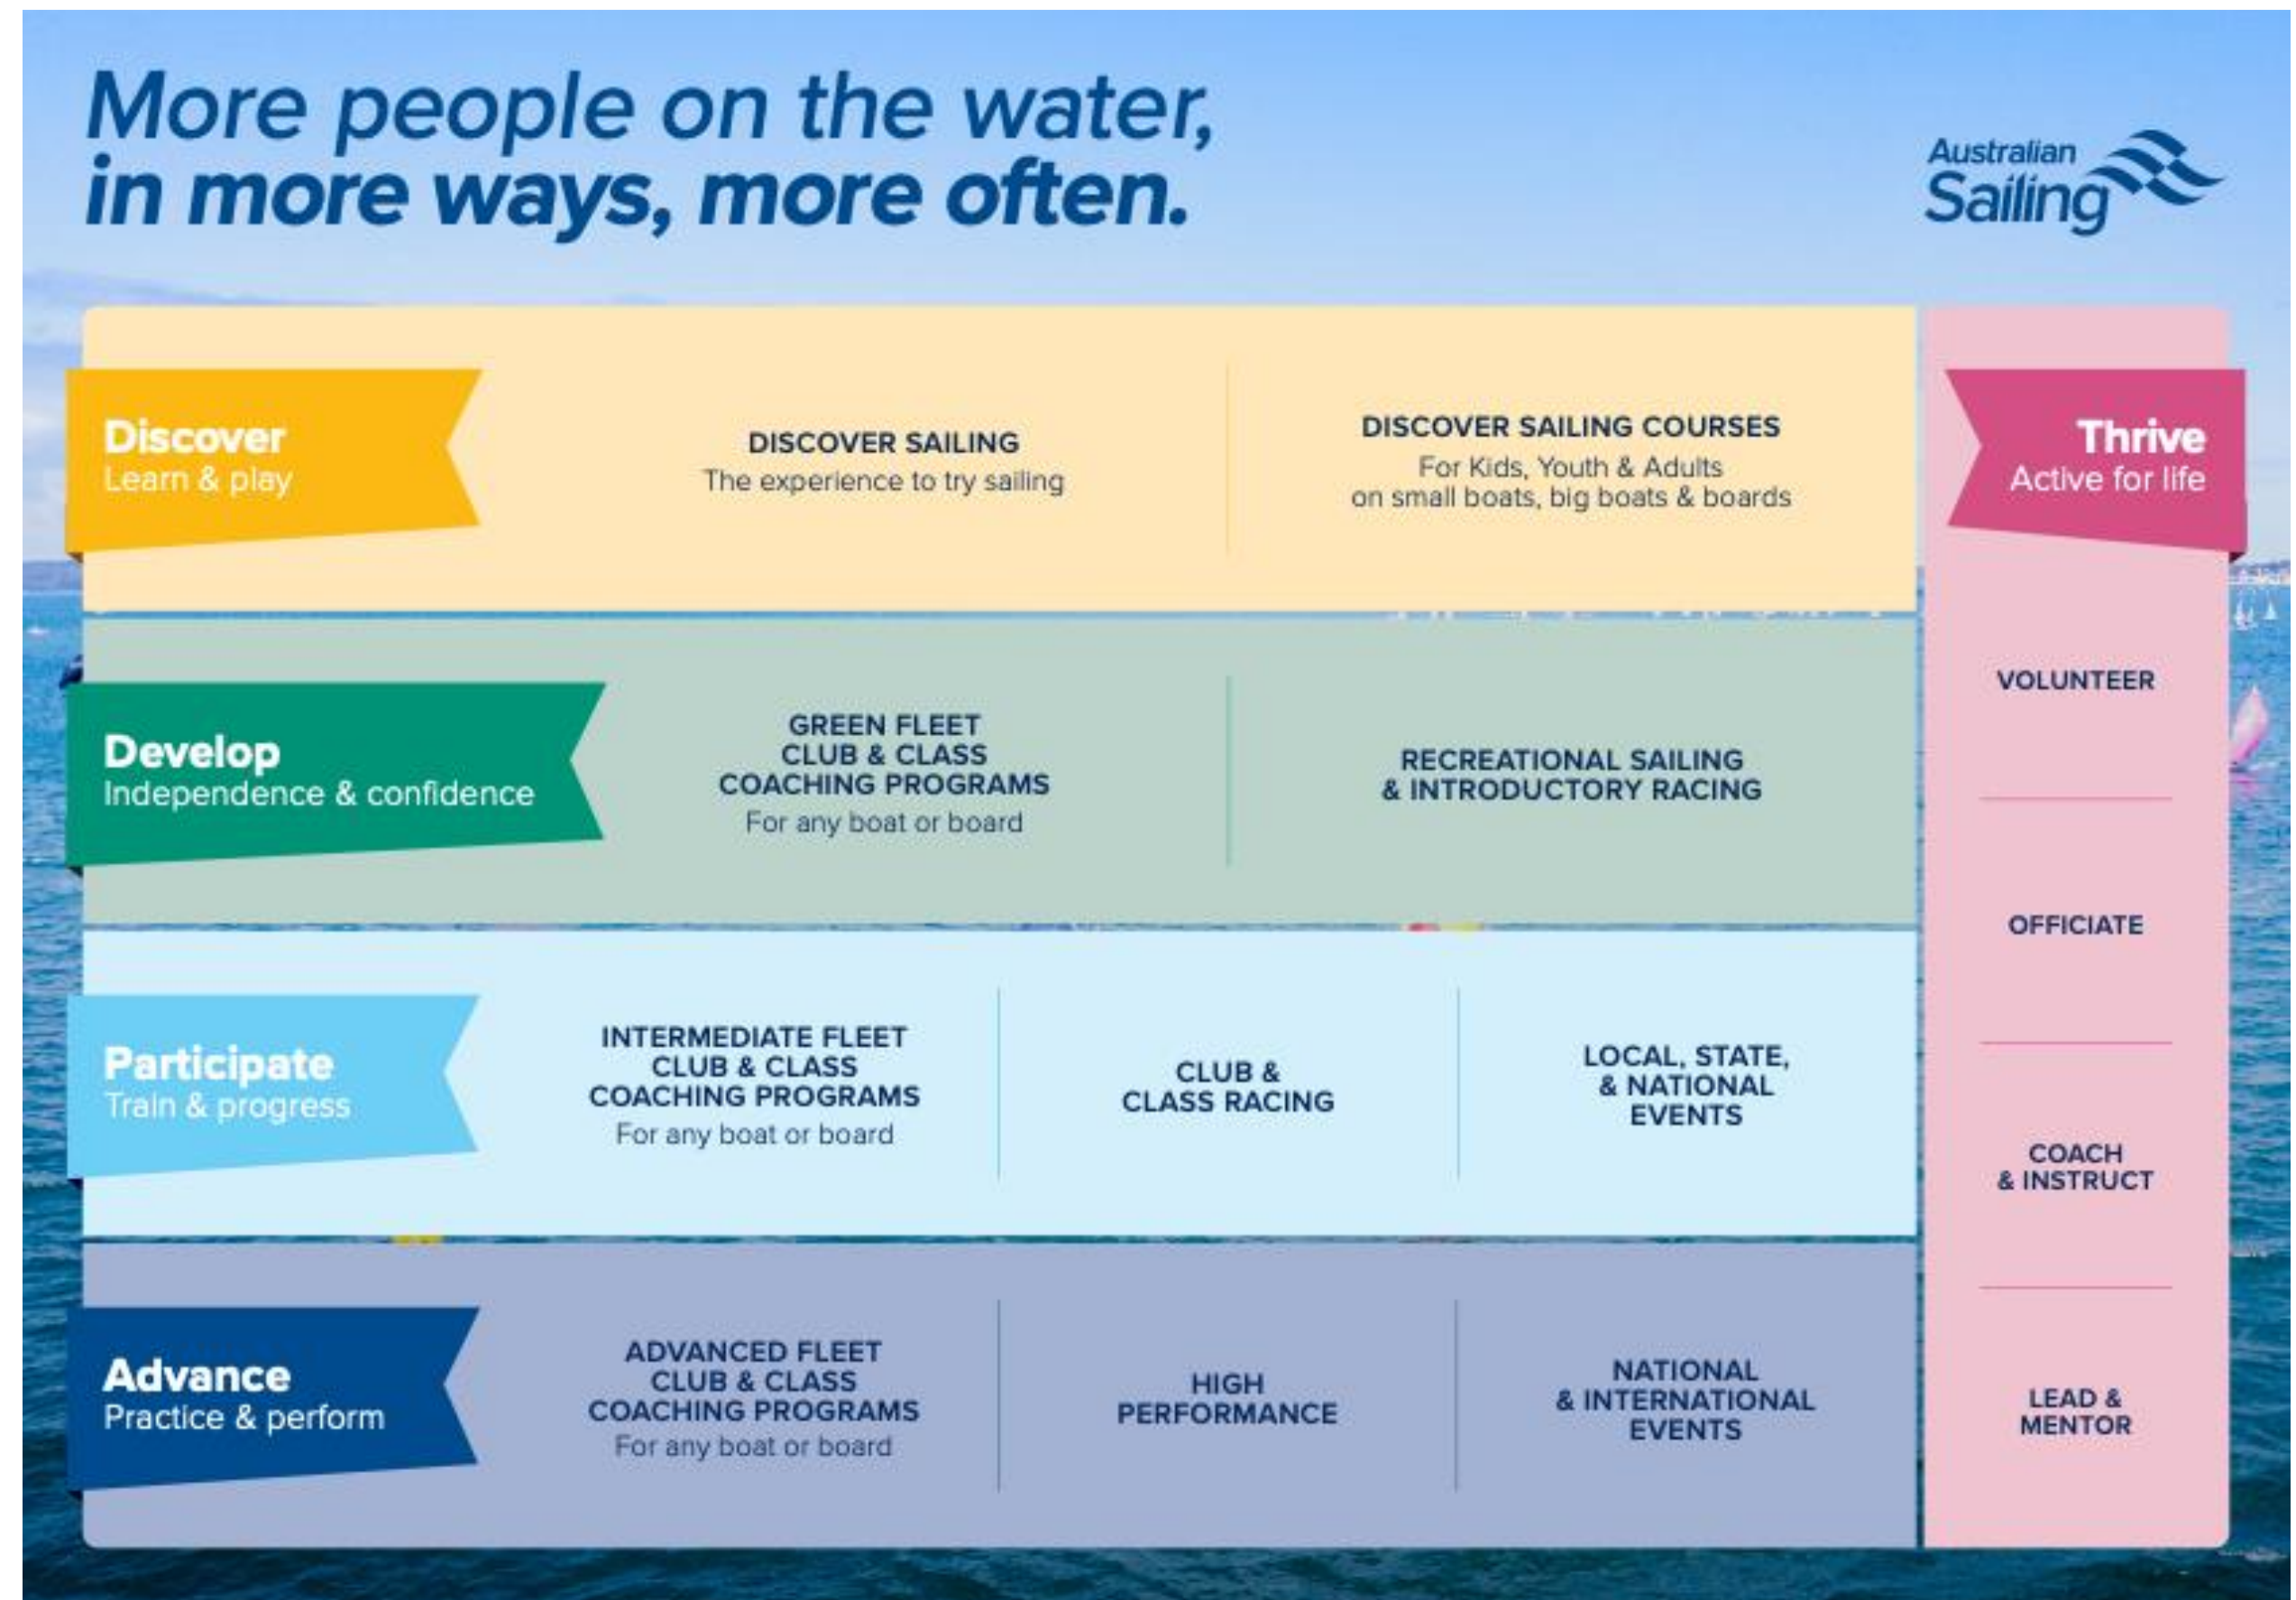 More people on the water,
in more ways, more often.
Australian
Sailing
Discover
Learn & play
DISCOVER SAILING
The experience to try sailing
DISCOVER SAILING COURSES
For Kids, Youth & Adults
on small boats, big boats & boards
Develop
Independence & confidence
GREEN FLEET
CLUB & CLASS
COACHING PROGRAMS
For any boat or board
RECREATIONAL SAILING
& INTRODUCTORY RACING
Participate
Train & progress
INTERMEDIATE FLEET
CLUB & CLASS
COACHING PROGRAMS
For any boat or board
CLUB &
CLASS RACING
LOCAL, STATE,
& NATIONAL
EVENTS
Advance
Practice & perform
ADVANCED FLEET
CLUB & CLASS
COACHING PROGRAMS
For any boat or board
HIGH
PERFORMANCE
NATIONAL
& INTERNATIONAL
EVENTS
Thrive
Active for life
VOLUNTEER
OFFICIATE
COACH
& INSTRUCT
LEAD &
MENTOR